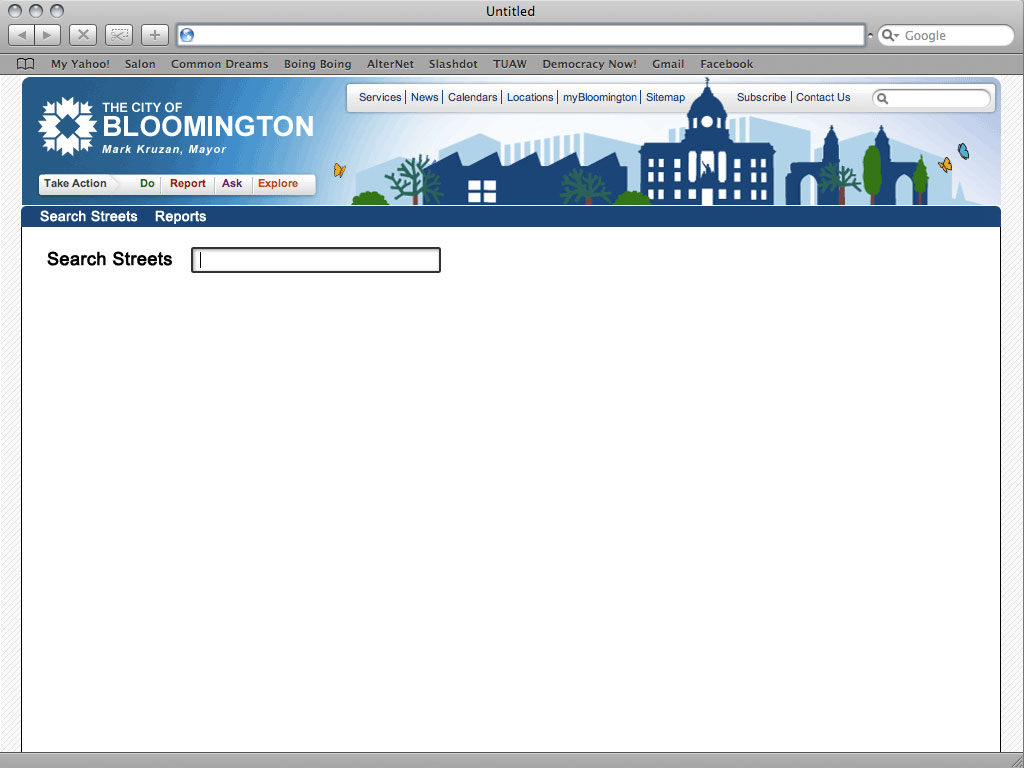 Untitled
Google
My Yahoo! Salon Common Dreams Boing Boing AlterNet Slashdot TUAW Democracy Now! Gmail Facebook
Services News Calendars Locations myBloomington Sitemap Subscribe Contact Us
THE CITY OF
BLOOMINGTON
Mark Kruzan, Mayor
Take Action Do Report Ask Explore
Search Streets Reports
Search Streets